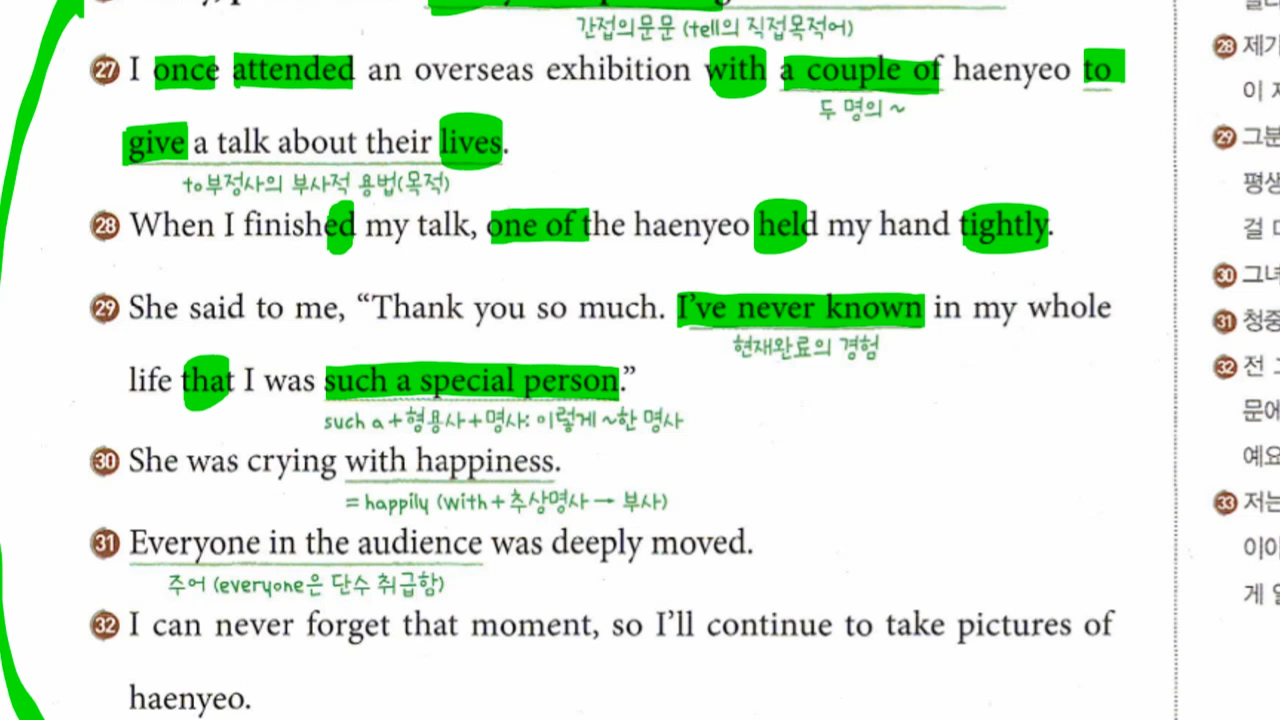 간접의문문 (tell의 직접목적어)
㉗ I once attended an overseas exhibition with a couple of haenyeo to
두 명의 ~
give a talk about their lives.
to부정사의 부사적 용법(목적)
㉘ When I finished my talk, one of the haenyeo held my hand tightly.
㉙ She said to me, “Thank you so much. I’ve never known in my whole
현재완료의 경험
life that I was such a special person.”
such a+형용사+명사: 이렇게 ~한 명사
㉚ She was crying with happiness.
= happily (with+추상명사 → 부사)
㉛ Everyone in the audience was deeply moved.
주어 (everyone은 단수 취급함)
㉜ I can never forget that moment, so I’ll continue to take pictures of
haenyeo.
㉘ 제가
이
㉙ 그분
평생
걸
㉚ 그녀
㉛ 청중
㉜ 전
문에
예요
㉝ 저는
이야
게